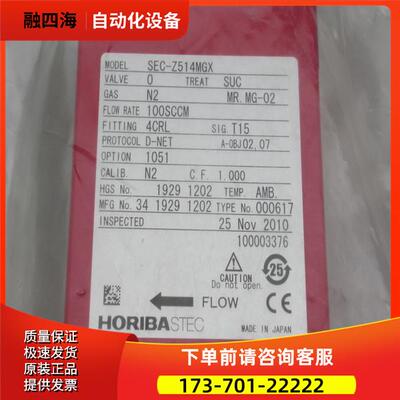 融四海 自动化设备
MODEL SEC-Z514MGX
VALVE O TREAT SUC
GAS N2 MR. MG-02
FLOW RATE 100SCCM
FITTING 4CRL SIG. T15
PROTOCOL D-NET A-OBJ 02, 07
OPTION 1051
CALIB. N2 C.F. 1.000
HGS No. 1929 1202 TEMP. AMB.
MFG No. 34 1929 1202 TYPE No. 000617
INSPECTED 25 Nov 2010
100003376
CAUTION
Do not open.
25
FLOW
CE
HORIBASTEC
MADE IN JAPAN
质量保证
极速发货
原装正品
提供发票
下单前请咨询客服
173-701-22222